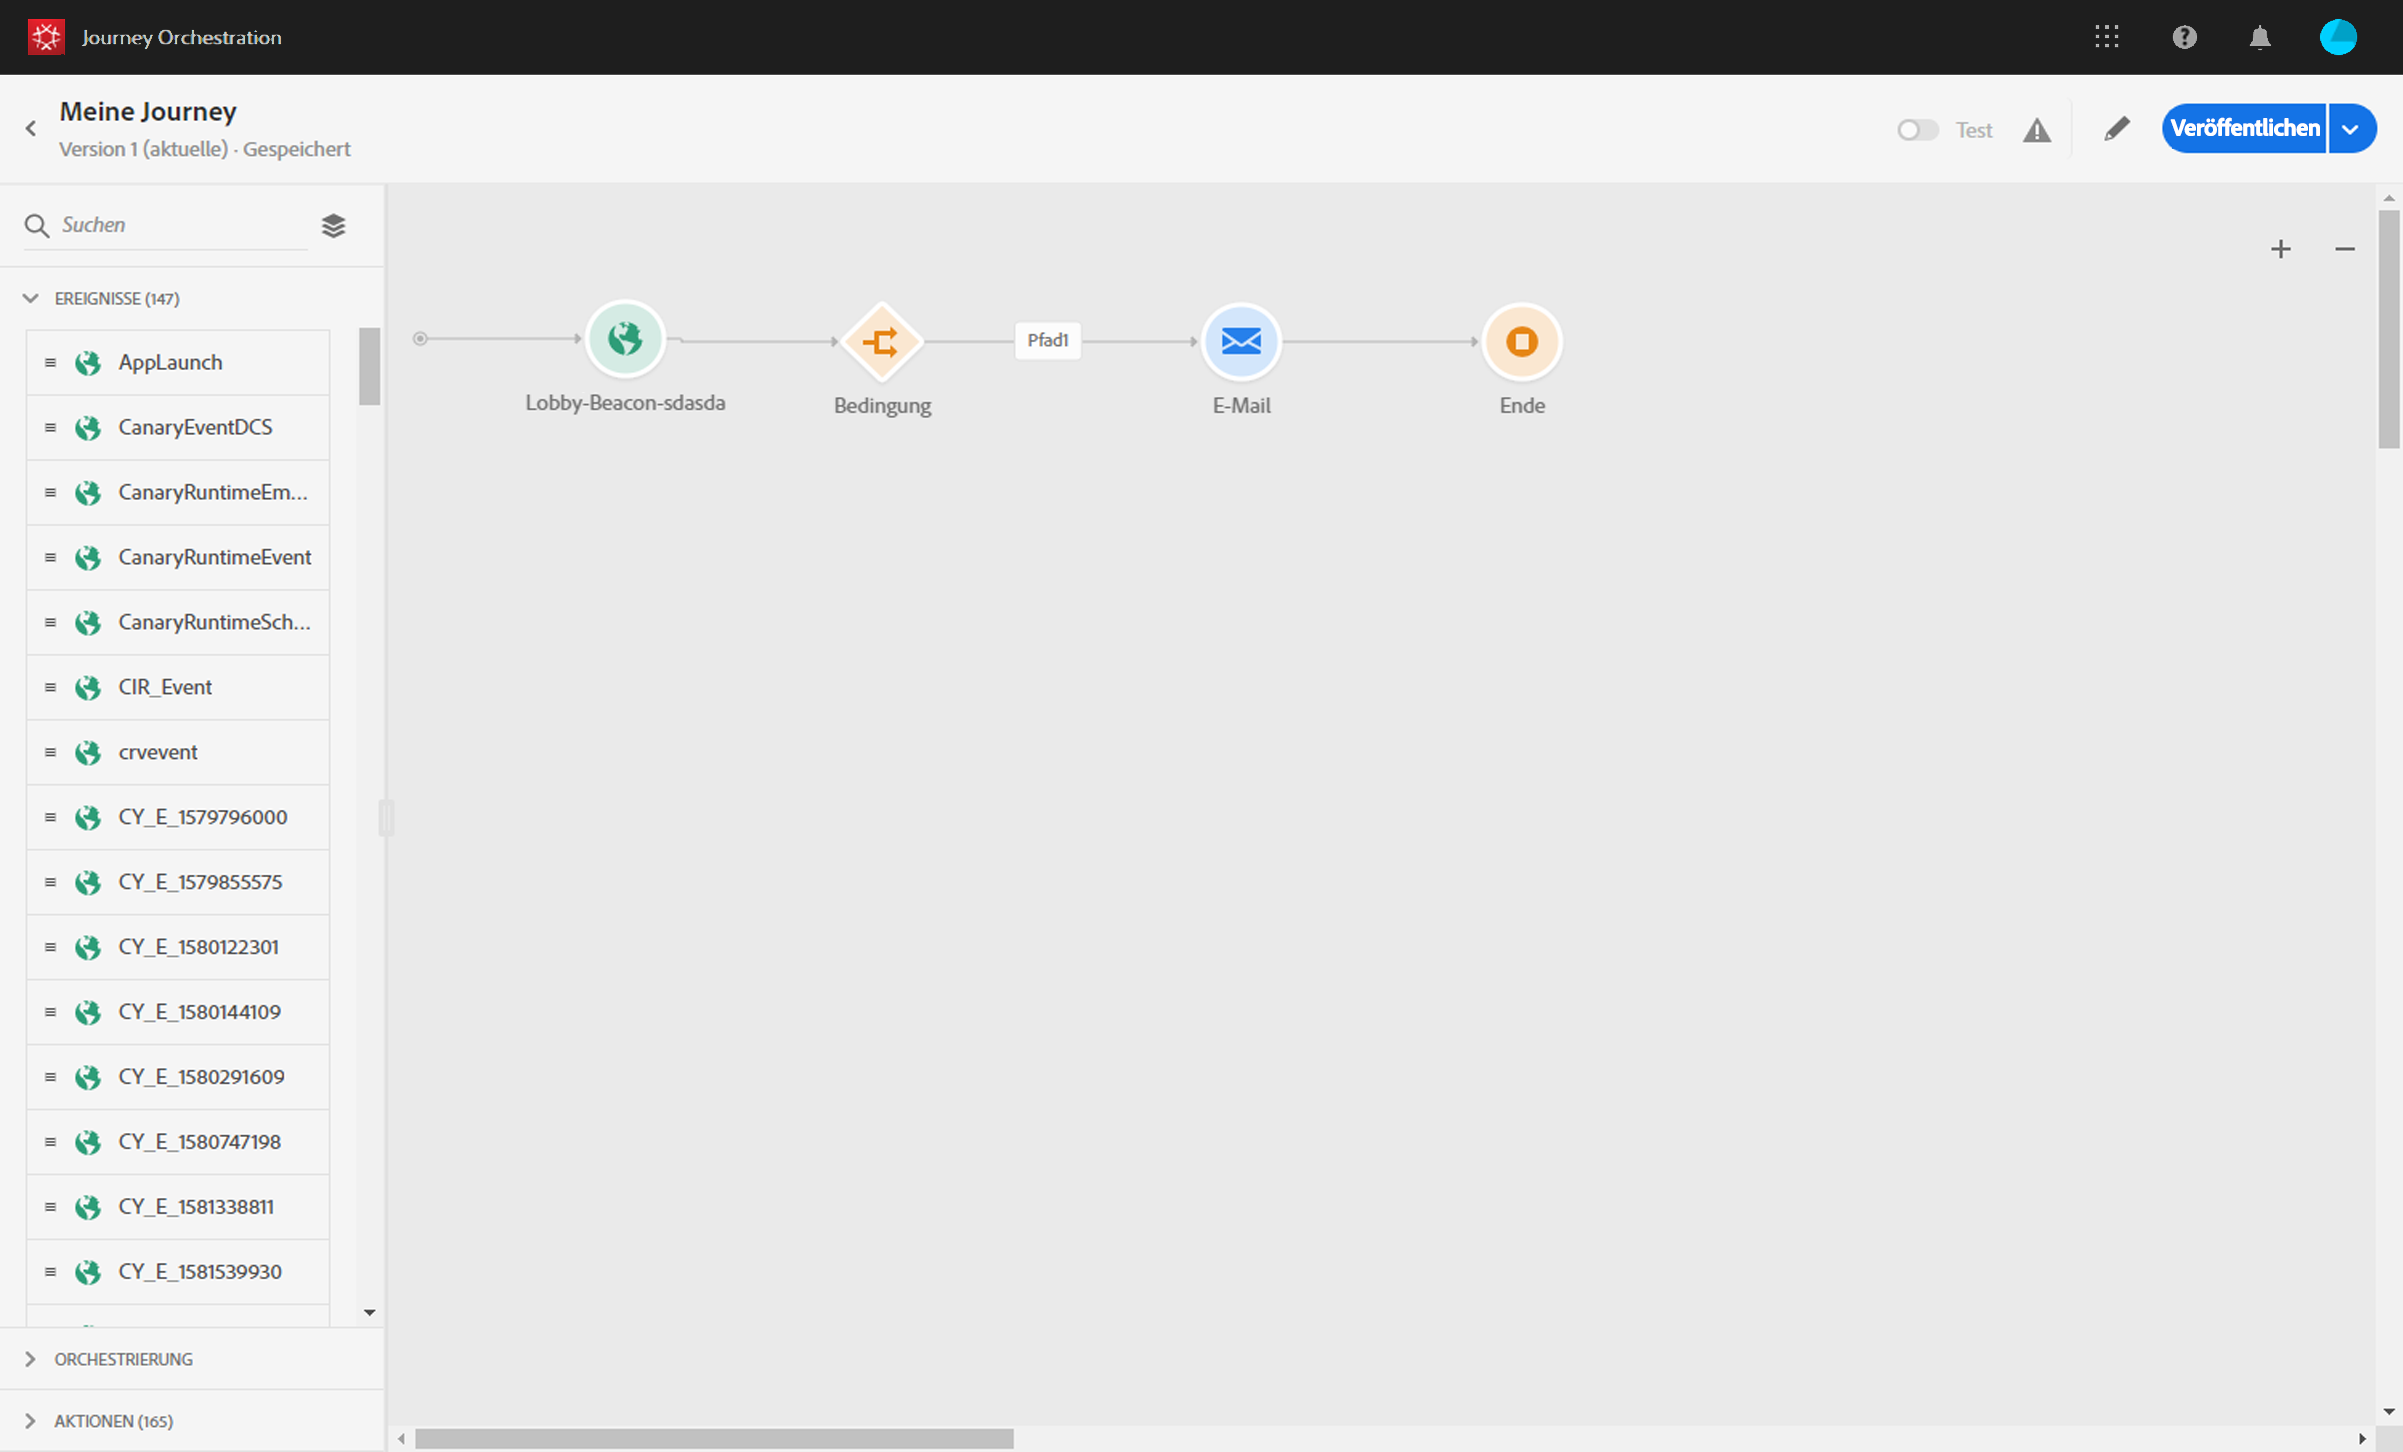 Journey Orchestration
Meine Journey
Version 1 (aktuelle) · Gespeichert
Test
Veröffentlichen
Suchen
EREIGNISSE (147)
AppLaunch
CanaryEventDCS
CanaryRuntimeEm...
CanaryRuntimeEvent
CanaryRuntimeSch...
CIR_Event
crvevent
CY_E_1579796000
CY_E_1579855575
CY_E_1580122301
CY_E_1580144109
CY_E_1580291609
CY_E_1580747198
CY_E_1581338811
CY_E_1581539930
ORCHESTRIERUNG
AKTIONEN (165)
Lobby-Beacon-sdasda
Bedingung
Pfad1
E-Mail
Ende